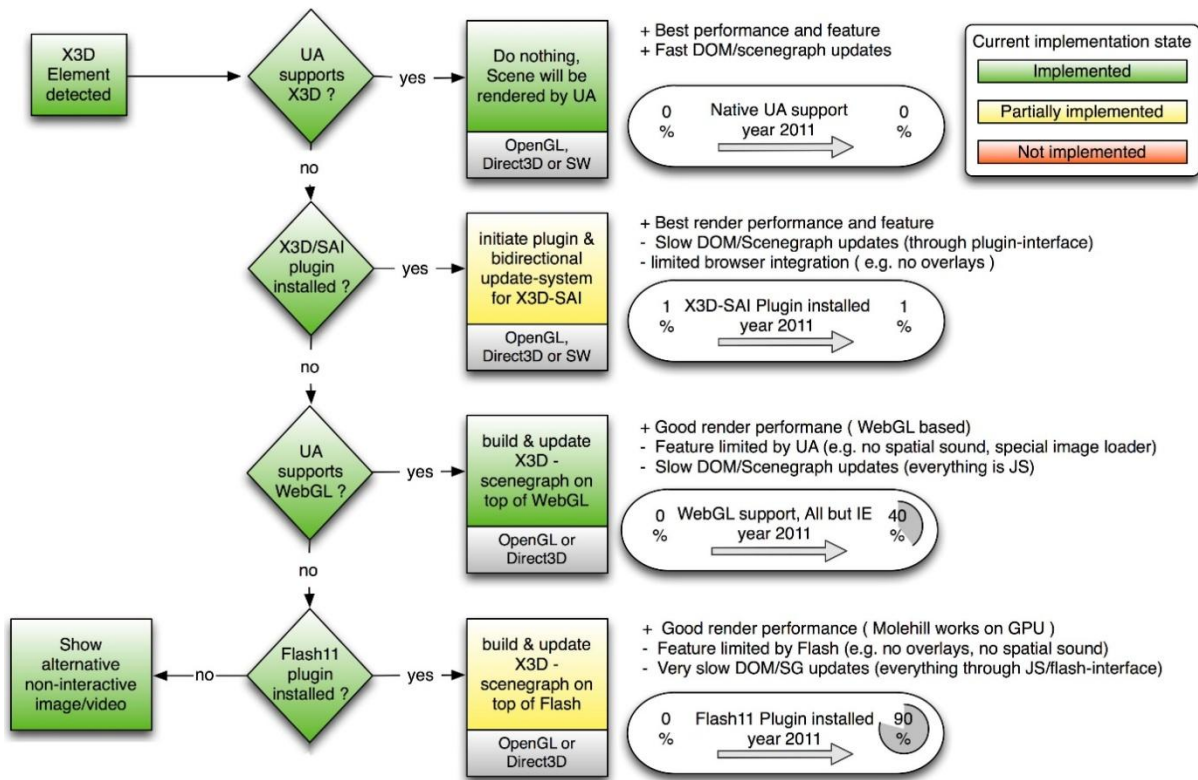 X3D
Element
detected
UA
supports
X3D ?
yes
Do nothing,
Scene will be
rendered by UA
OpenGL,
Direct3D or SW
+ Best performance and feature
+ Fast DOM/scenegraph updates
0
%
Native UA support
year 2011
0
%
Current implementation state
Implemented
Partially implemented
Not implemented
no
X3D/SAI
plugin
installed ?
yes
initiate plugin &
bidirectional
update-system
for X3D-SAI
OpenGL,
Direct3D or SW
+ Best render performance and feature
- Slow DOM/Scenegraph updates (through plugin-interface)
- limited browser integration ( e.g. no overlays )
1
%
X3D-SAI Plugin installed
year 2011
1
%
no
UA
supports
WebGL ?
yes
build & update
X3D -
scenegraph on
top of WebGL
OpenGL or
Direct3D
+ Good render performane ( WebGL based)
- Feature limited by UA (e.g. no spatial sound, special image loader)
- Slow DOM/Scenegraph updates (everything is JS)
0
%
WebGL support, All but IE
year 2011
40
%
no
Show
alternative
non-interactive
image/video
no
Flash11
plugin
installed ?
yes
build & update
X3D -
scenegraph on
top of Flash
OpenGL or
Direct3D
+ Good render performance ( Molehill works on GPU )
- Feature limited by Flash (e.g. no overlays, no spatial sound)
- Very slow DOM/SG updates (everything through JS/flash-interface)
0
%
Flash11 Plugin installed
year 2011
90
%